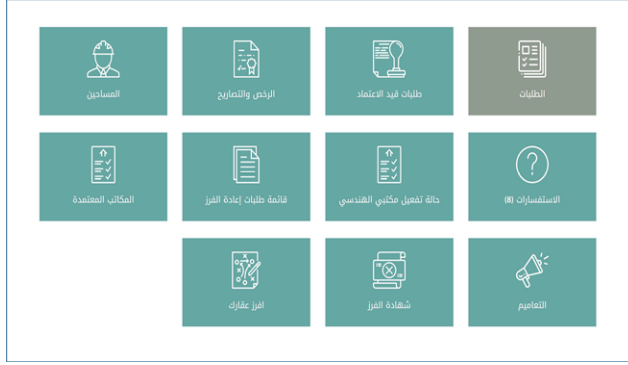 الطلبات
طلبات قيد الاعتماد
الرخص والتصاريح
المساحين
الاستفسارات (8)
حالة تفعيل مكتبي الهندسي
قائمة طلبات إعادة الفرز
المكاتب المعتمدة
التعاميم
شهادة الفرز
افرز عقارك